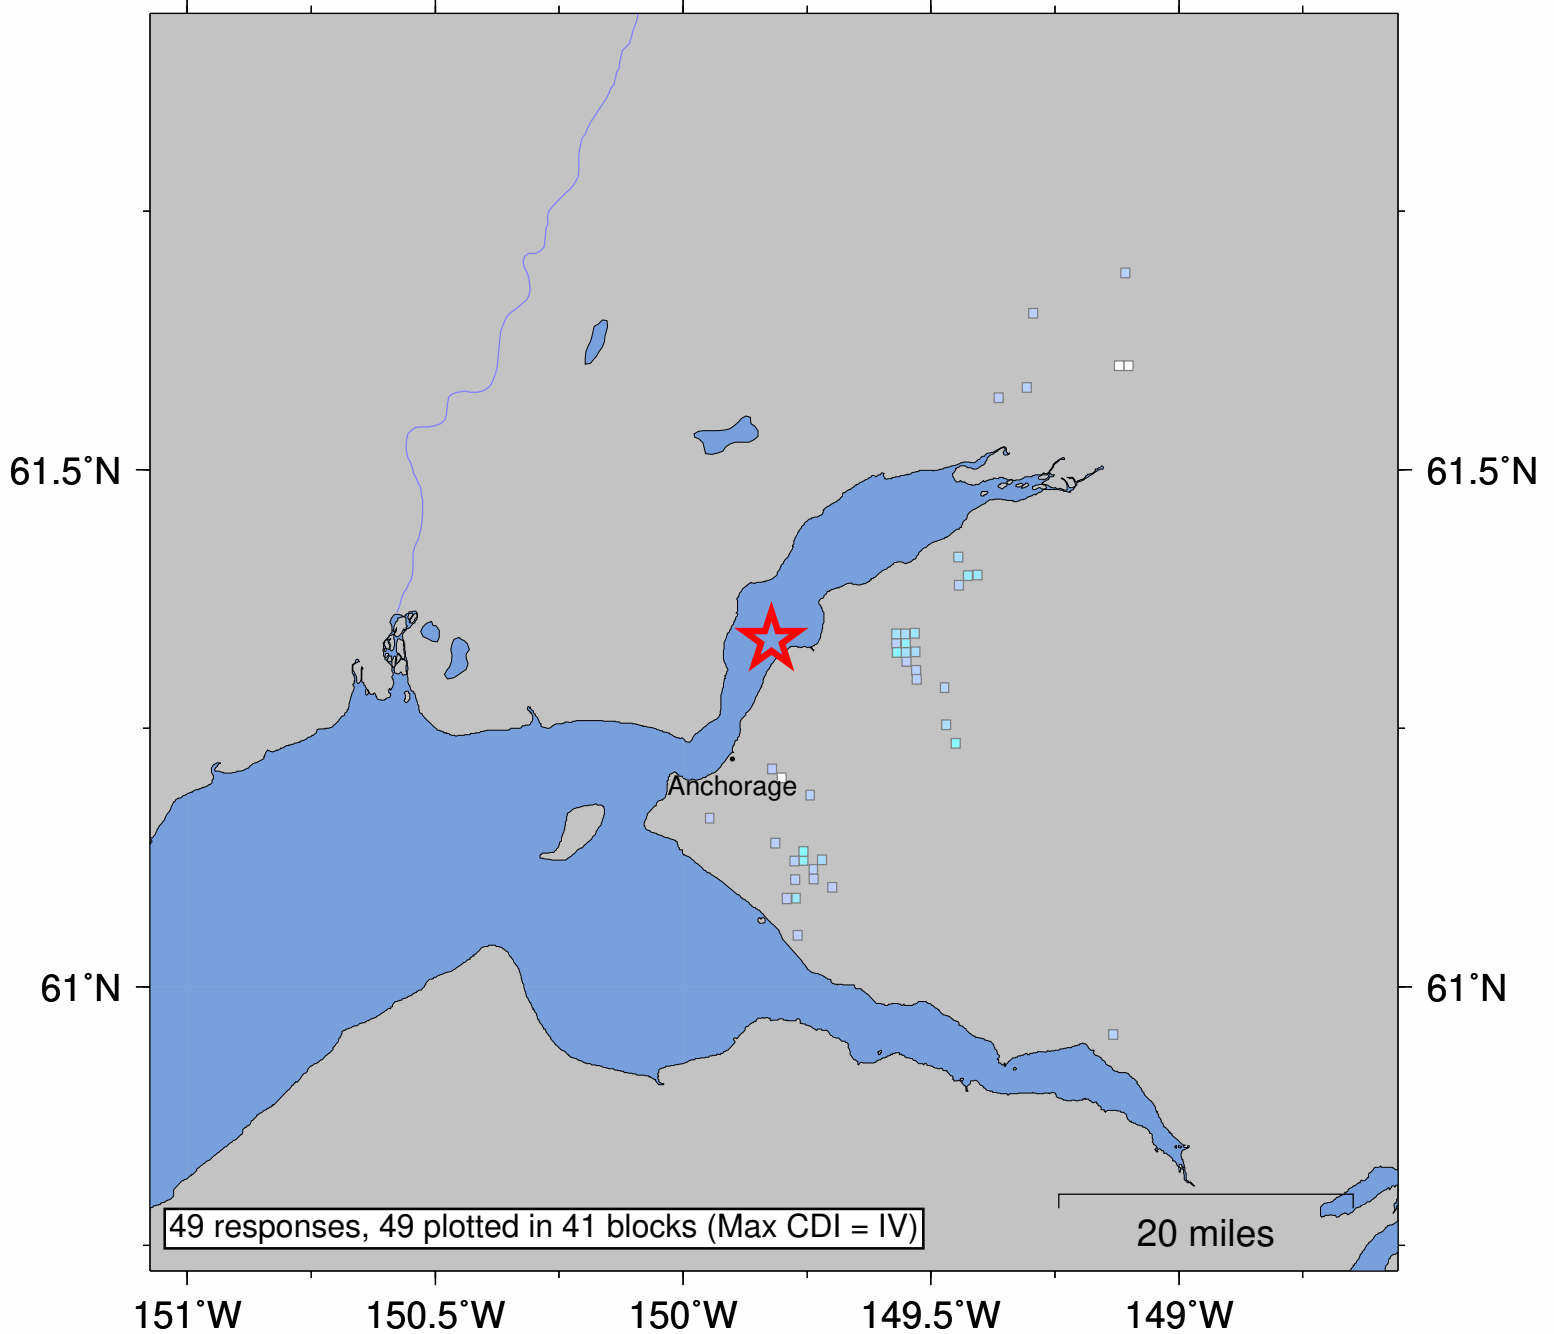 61.5°N
61.5°N
Anchorage
61°N
61°N
49 responses, 49 plotted in 41 blocks (Max CDI = IV)
20 miles
151°W
150.5°W
150°W
149.5°W
149°W